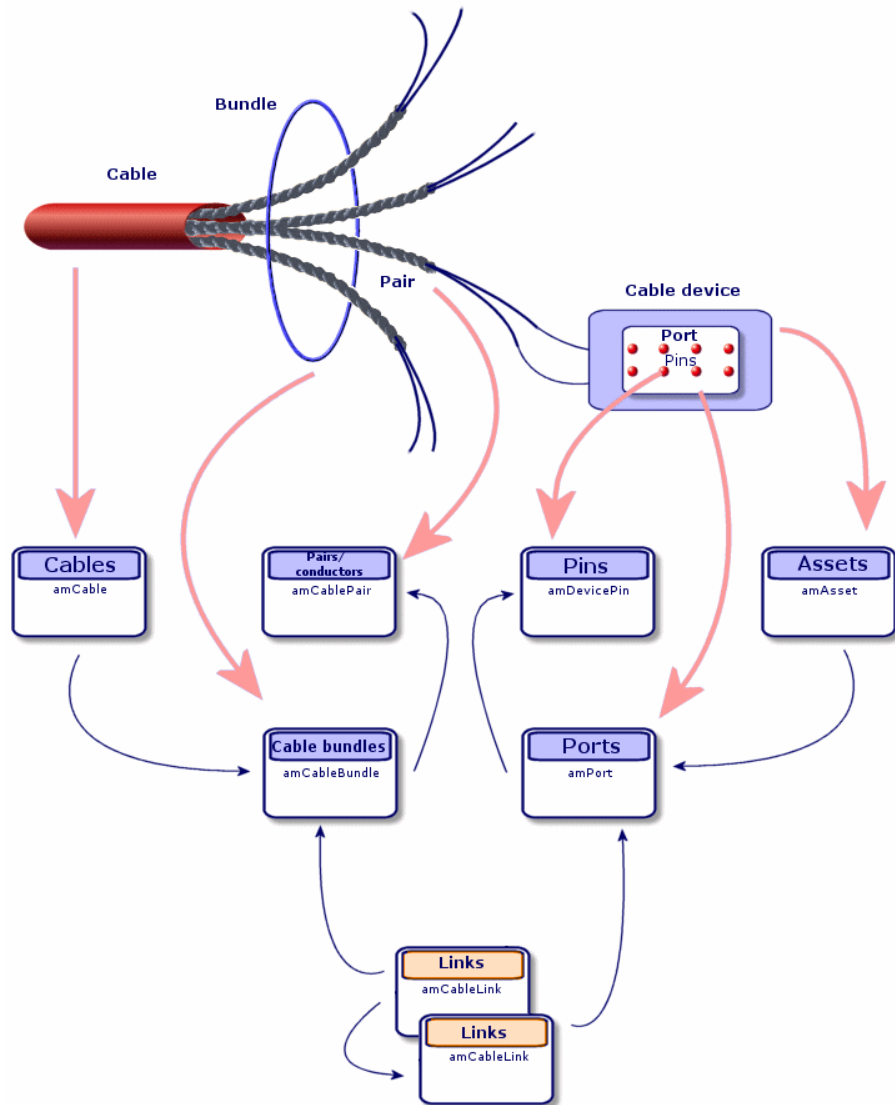 Bundle
Cable
Pair
Cable device
Port
Pins
Cables
amCable
Pairs/
conductors
amCablePair
Pins
amDevicePin
Assets
amAsset
Cable bundles
amCableBundle
Ports
amPort
Links
amCableLink
Links
amCableLink